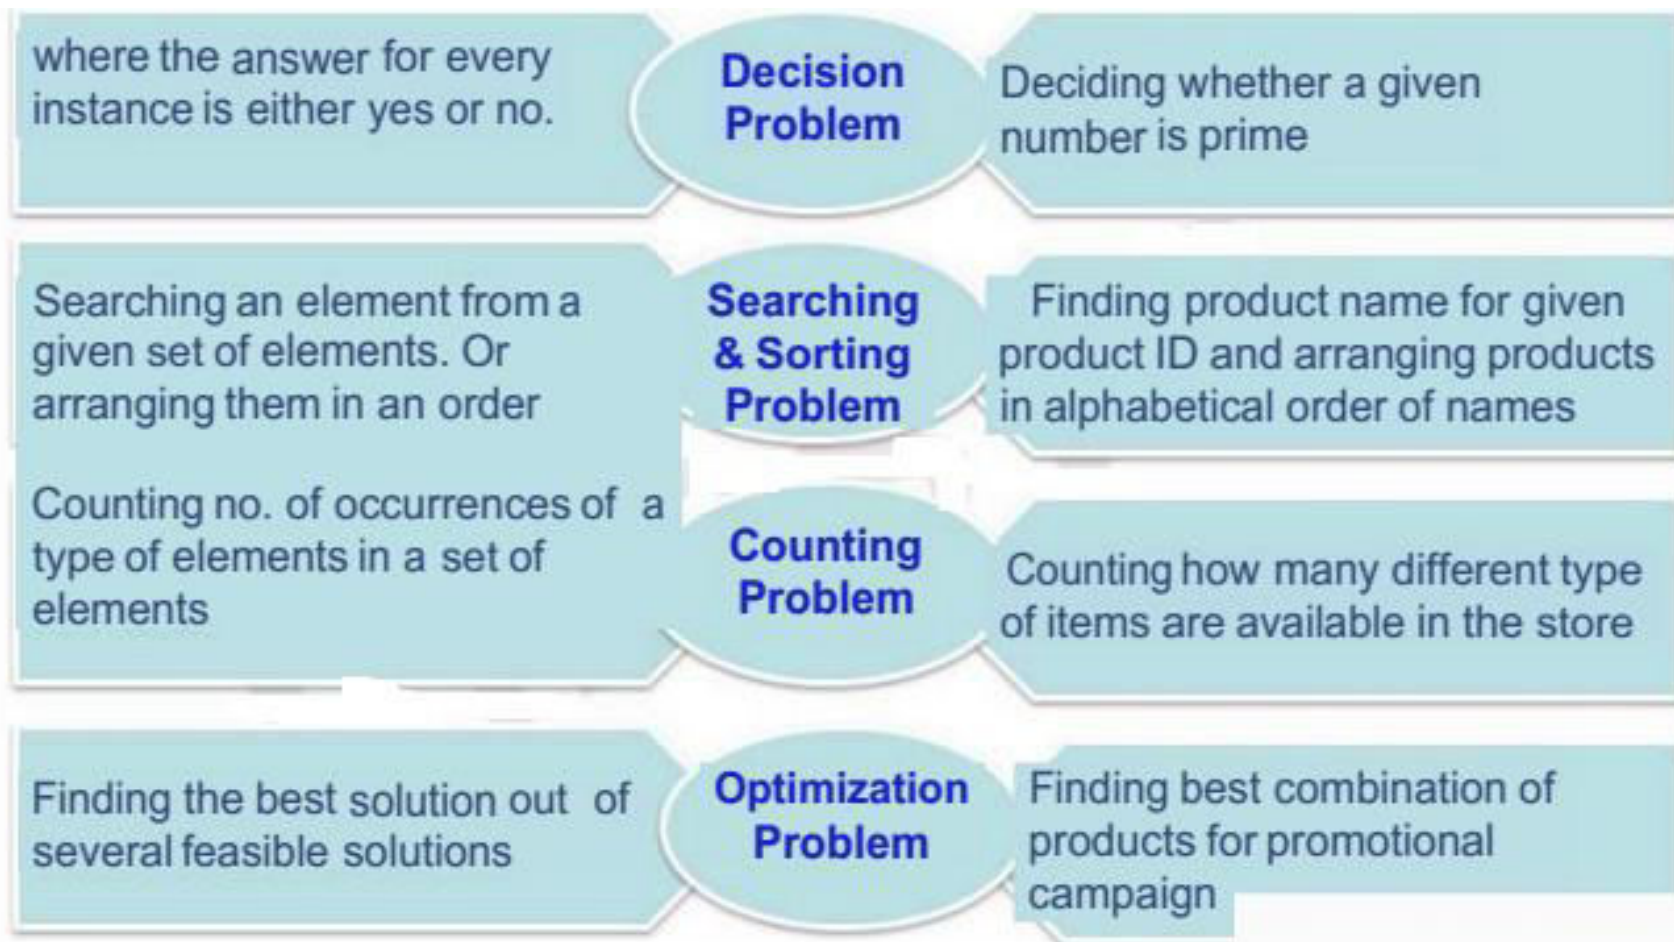 where the answer for every
instance is either yes or no.
Decision
Problem
Deciding whether a given
number is prime
Searching an element from a
given set of elements. Or
arranging them in an order
Searching
& Sorting
Problem
Finding product name for given
product ID and arranging products
in alphabetical order of names
Counting no. of occurrences of a
type of elements in a set of
elements
Counting
Problem
Counting how many different type
of items are available in the store
Finding the best solution out of
several feasible solutions
Optimization
Problem
Finding best combination of
products for promotional
campaign